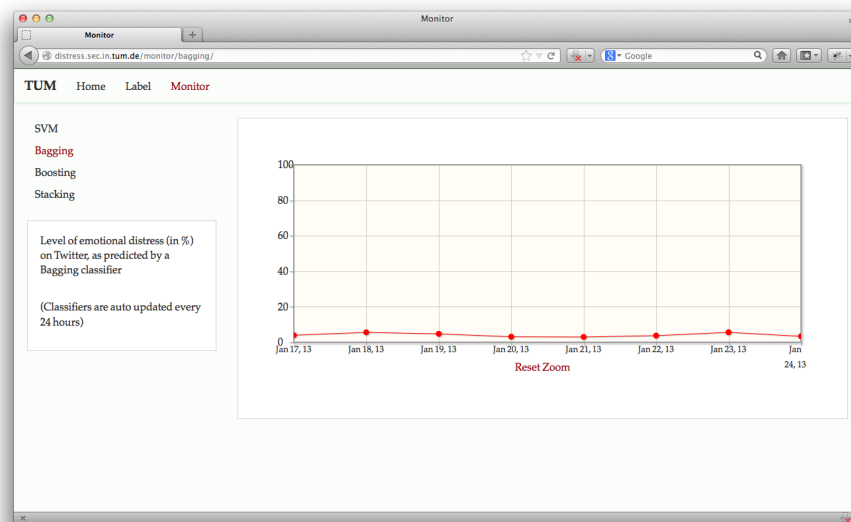 Monitor
Monitor
distress.sec.in.tum.de/monitor/bagging/
Google
TUM Home Label Monitor
SVM
Bagging
Boosting
Stacking
Level of emotional distress (in %)
on Twitter, as predicted by a
Bagging classifier
(Classifiers are auto updated every
24 hours)
100
80
60
40
20
0
Jan 17, 13 Jan 18, 13 Jan 19, 13 Jan 20, 13 Jan 21, 13 Jan 22, 13 Jan 23, 13 Jan
24, 13
Reset Zoom